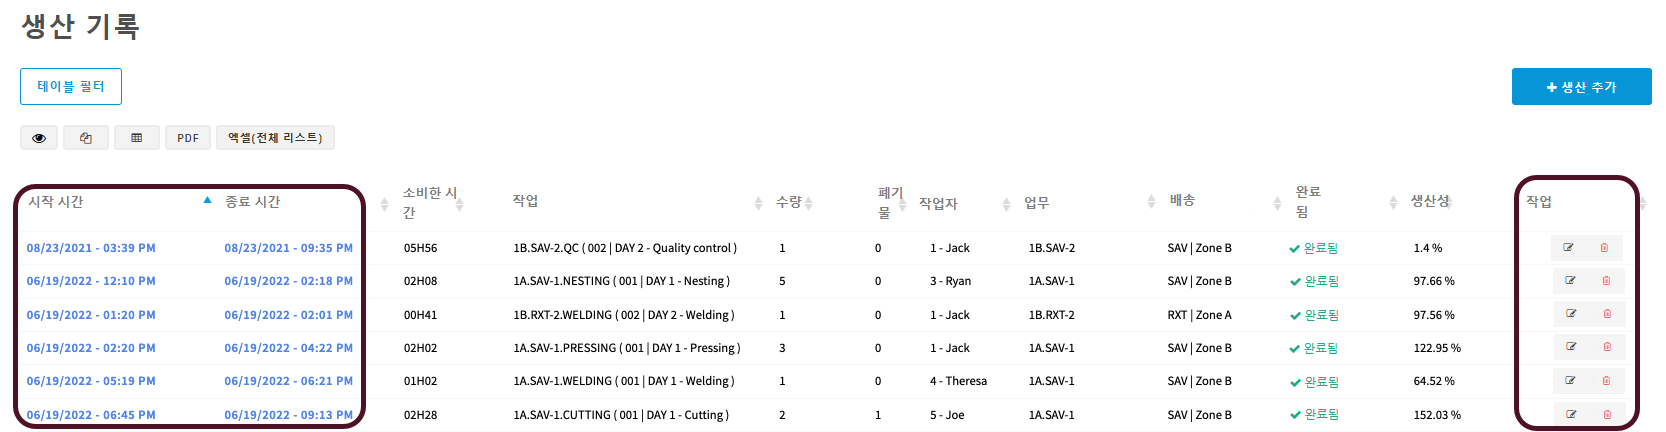 생산 기록
테이블 필터
생산 추가
PDF 엑셀(전체 리스트)
시작 시간 종료 시간 소비한 시간 작업 수량 폐기물 작업자 업무 배송 완료됨 생산성 작업
08/23/2021 - 03:39 PM 08/23/2021 - 09:35 PM 05H56 1B.SAV-2.QC ( 002 | DAY 2 - Quality control ) 1 0 1 - Jack 1B.SAV-2 SAV | Zone B 완료됨 1.4 %
06/19/2022 - 12:10 PM 06/19/2022 - 02:18 PM 02H08 1A.SAV-1.NESTING ( 001 | DAY 1 - Nesting ) 5 0 3 - Ryan 1A.SAV-1 SAV | Zone B 완료됨 97.66 %
06/19/2022 - 01:20 PM 06/19/2022 - 02:01 PM 00H41 1B.RXT-2.WELDING ( 002 | DAY 2 - Welding ) 1 0 1 - Jack 1B.RXT-2 RXT | Zone A 완료됨 97.56 %
06/19/2022 - 02:20 PM 06/19/2022 - 04:22 PM 02H02 1A.SAV-1.PRESSING ( 001 | DAY 1 - Pressing ) 3 0 1 - Jack 1A.SAV-1 SAV | Zone B 완료됨 122.95 %
06/19/2022 - 05:19 PM 06/19/2022 - 06:21 PM 01H02 1A.SAV-1.WELDING ( 001 | DAY 1 - Welding ) 1 0 4 - Theresa 1A.SAV-1 SAV | Zone B 완료됨 64.52 %
06/19/2022 - 06:45 PM 06/19/2022 - 09:13 PM 02H28 1A.SAV-1.CUTTING ( 001 | DAY 1 - Cutting ) 2 1 5 - Joe 1A.SAV-1 SAV | Zone B 완료됨 152.03 %